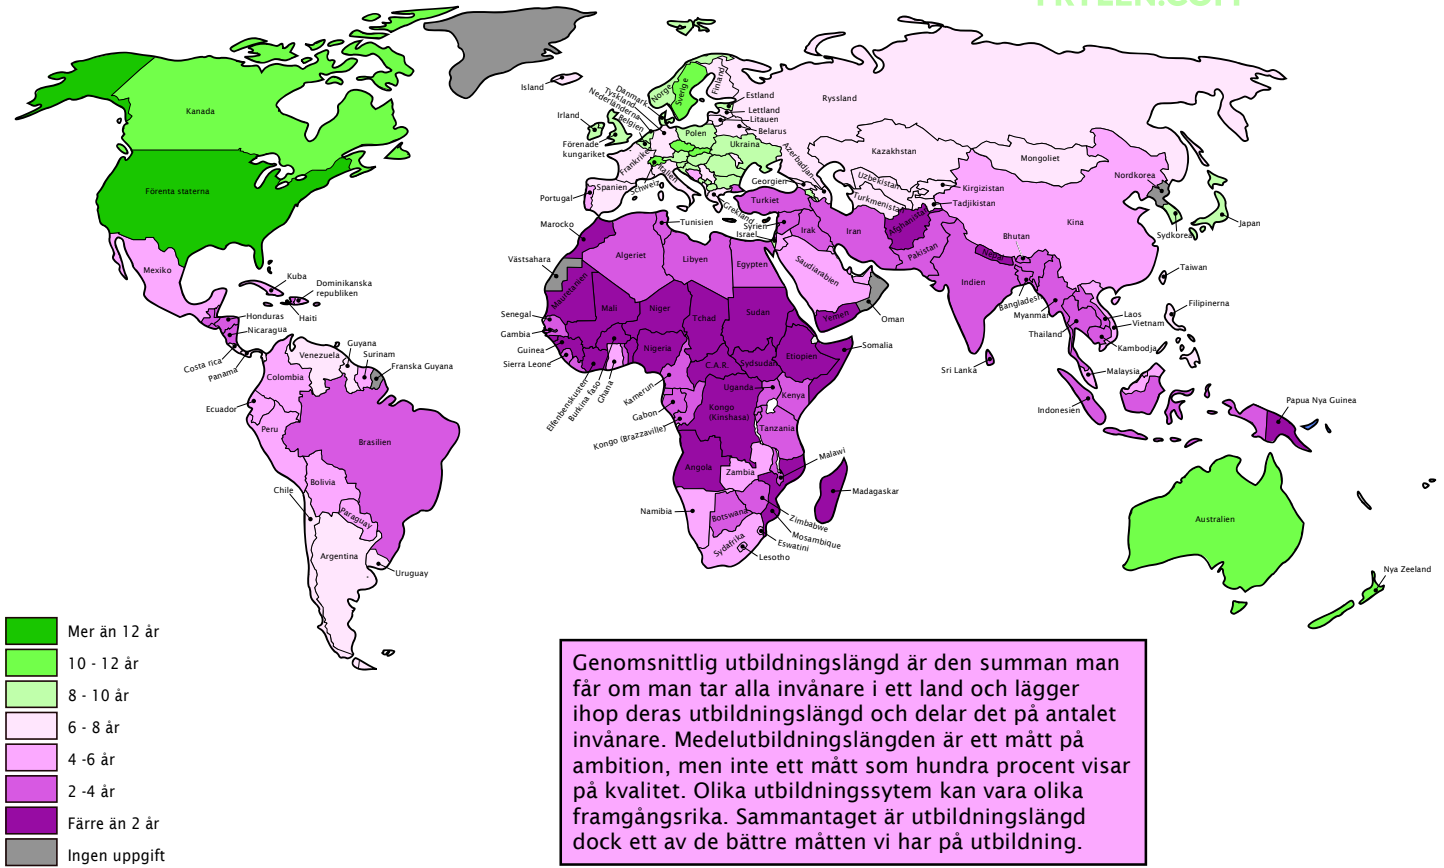 Island
Danmark
Tyskland
Nederländerna
Belgien
Norge
Sverige
Finland
Estland
Lettland
Litauen
Belarus
Ryssland
Irland
Förenade
kungariket
Polen
Ukraina
Frankrike
Italien
Schweiz
Spanien
Portugal
Grekland
Kanada
Förenta staterna
Mexiko
Kuba
Dominikanska
republiken
Haiti
Honduras
Nicaragua
Costa rica
Panama
Venezuela
Guyana
Surinam
Franska Guyana
Colombia
Ecuador
Peru
Brasilien
Bolivia
Paraguay
Chile
Argentina
Uruguay
Marocko
Västsahara
Algeriet
Tunisien
Libyen
Egypten
Mauretanien
Mali
Niger
Tchad
Sudan
Senegal
Gambia
Guinea
Sierra Leone
Elfenbenskusten
Burkina faso
Ghana
Nigeria
Kamerun
Gabon
Kongo (Brazzaville)
C.A.R.
Sydsudan
Etiopien
Somalia
Uganda
Kenya
Kongo
(Kinshasa)
Tanzania
Angola
Zambia
Malawi
Madagaskar
Namibia
Botswana
Zimbabwe
Mosambique
Eswatini
Sydafrika
Lesotho
Azerbadjan
Georgien
Turkiet
Syrien
Israel
Irak
Iran
Saudiarabien
Yemen
Oman
Kazakhstan
Uzbekistan
Turkmenistan
Kirgizistan
Tadjikistan
Afghanistan
Pakistan
Mongoliet
Nordkorea
Sydkorea
Japan
Kina
Bhutan
Nepal
Indien
Bangladesh
Myanmar
Sri Lanka
Taiwan
Filipinerna
Laos
Vietnam
Thailand
Kambodja
Malaysia
Indonesien
Papua Nya Guinea
Australien
Nya Zeeland
Mer än 12 år
10 - 12 år
8 - 10 år
6 - 8 år
4 -6 år
2 -4 år
Färre än 2 år
Ingen uppgift
Genomsnittlig utbildningslängd är den summan man
får om man tar alla invånare i ett land och lägger
ihop deras utbildningslängd och delar det på antalet
invånare. Medelutbildningslängden är ett mått på
ambition, men inte ett mått som hundra procent visar
på kvalitet. Olika utbildningssytem kan vara olika
framgångsrika. Sammantaget är utbildningslängd
dock ett av de bättre måtten vi har på utbildning.